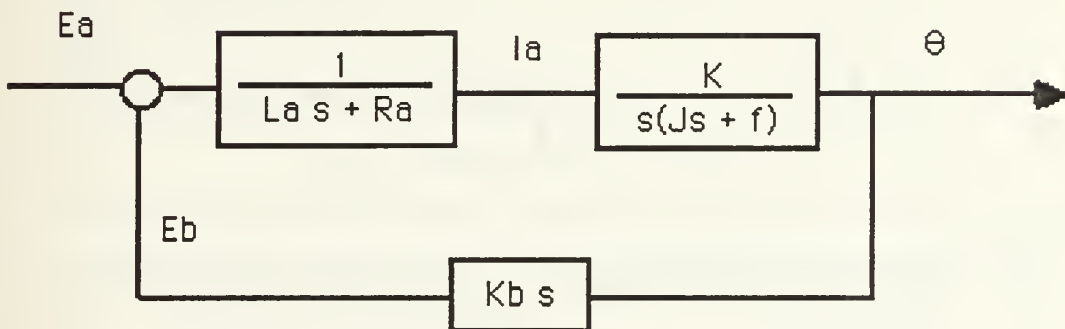 Ea
1
La s + Ra
Ia
K
s(Js + f)
θ
Eb
Kb s